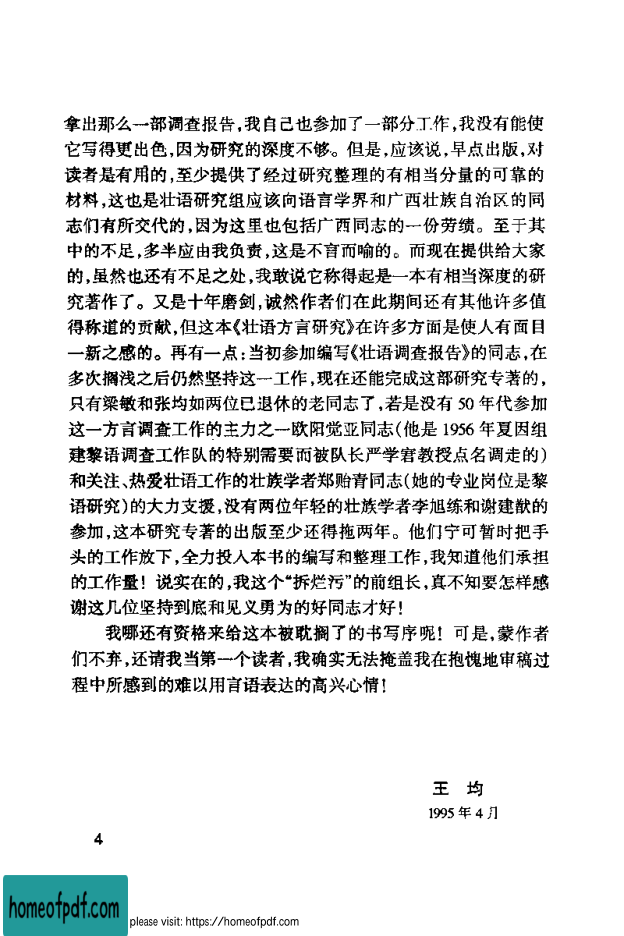 拿出那么一部调查报告,我自己也参加了一部分工作,我没有能使
它写得更出色,因为研究的深度不够。但是,应该说,早点出版,对
读者是有用的,至少提供了经过研究整理的有相当分量的可靠的
材料,这也是壮语研究组应该向语言学界和广西壮族自治区的同
志们有所交代的,因为这里也包括广西同志的一份劳绩。至于其
中的不足,多半应由我负责,这是不言而喻的。而现在提供给大家
的,虽然也还有不足之处,我敢说它称得起是一本有相当深度的研
究著作了。又是十年磨剑,诚然作者们在此期间还有其他许多值
得称道的贡献,但这本《壮语方言研究》在许多方面是使人有面目
一新之感的。再有一点:当初参加编写《壮语调查报告》的同志,在
多次搁浅之后仍然坚持这一工作,现在还能完成这部研究专著的,
只有梁敏和张均如两位已退休的老同志了,若是没有 50 年代参加
这一方言调查工作的主力之一欧阳觉亚同志(他是 1956 年夏因组
建黎语调查工作队的特别需要而被队长严学宭教授点名调走的)
和关注、热爱壮语工作的壮族学者郑贻青同志(她的专业岗位是黎
语研究)的大力支援,没有两位年轻的壮族学者李旭练和谢建猷的
参加,这本研究专著的出版至少还得拖两年。他们宁可暂时把手
头的工作放下,全力投入本书的编写和整理工作,我知道他们承担
的工作量!说实在的,我这个“拆烂污”的前组长,真不知要怎样感
谢这几位坚持到底和见义勇为的好同志才好!
我哪还有资格来给这本被耽搁了的书写序呢!可是,蒙作者
们不弃,还请我当第一个读者,我确实无法掩盖我在抱愧地审稿过
程中所感到的难以用言语表达的高兴心情!
王 均
1995 年 4 月
4
homeofpdf.com
please visit: https://homeofpdf.com